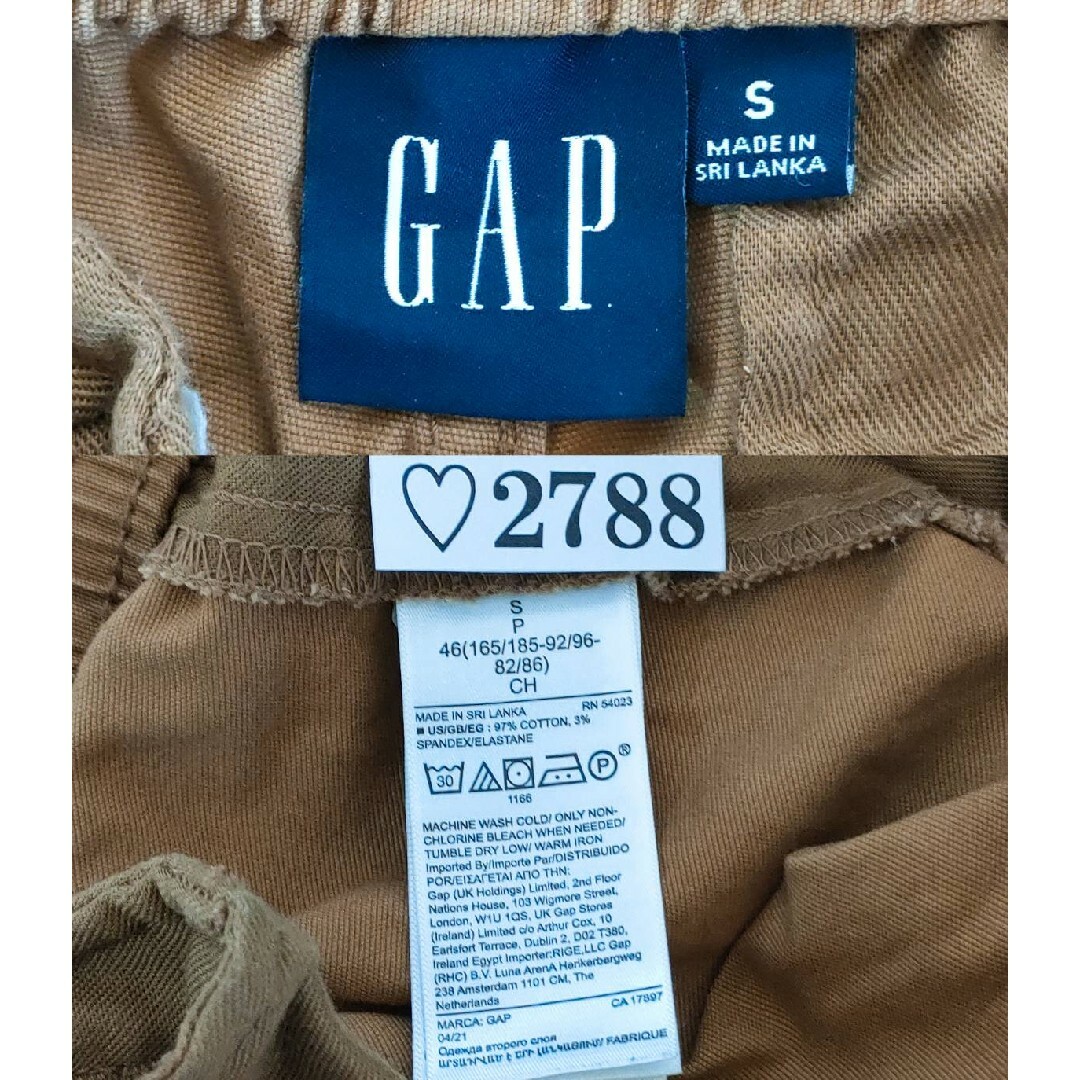 GAP
S
MADE IN
SRI LANKA
♡2788
S
P
46(165/185-92/96-
82/86)
CH
MADE IN SRI LANKA RN 54023
US/GB/EG : 97% COTTON, 3%
SPANDEX/ELASTANE
30 P®
1166
MACHINE WASH COLD/ ONLY NON-
CHLORINE BLEACH WHEN NEEDED/
TUMBLE DRY LOW/ WARM IRON
Imported By/Importe Par/DISTRIBUIDO
POR/ΕΙΣΑΓΕΤΑΙ ΑΠΟ ΤΗΝ:
Gap (UK Holdings) Limited, 2nd Floor
Nations House, 103 Wigmore Street,
London, W1U 1QS, UK Gap Stores
(Ireland) Limited c/o Arthur Cox, 10
Earlsfort Terrace, Dublin 2, D02 T380,
Ireland Egypt Importer:RIGE,LLC Gap
(RHC) B.V. Luna ArenA Herikerbergweg
238 Amsterdam 1101 CM, The
Netherlands CA 17897
MARCA: GAP
04/21
Одежда второго слоя
ԱՐՏԱԴՐՎԱԾ Է FABRIQUE